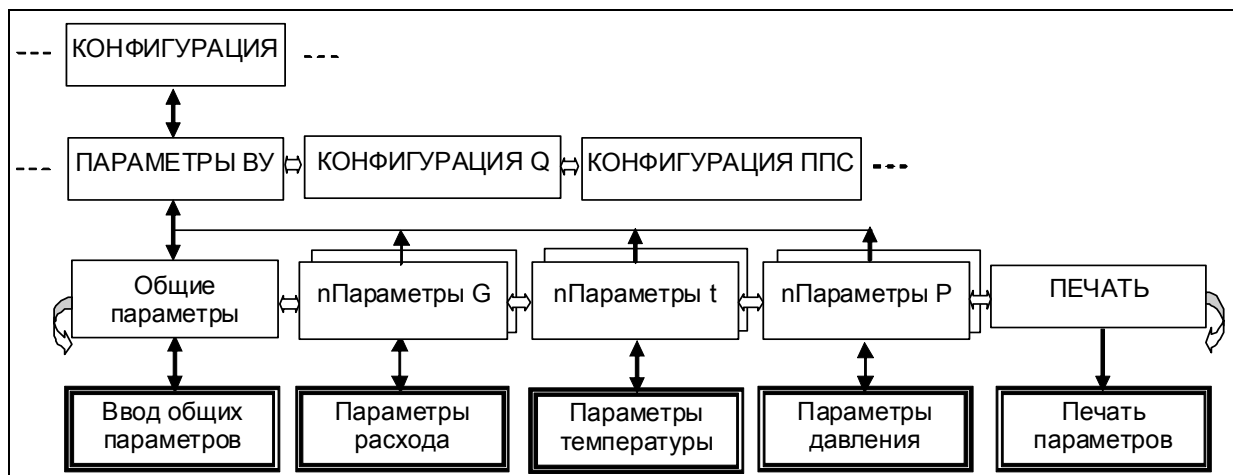 КОНФИГУРАЦИЯ
ПАРАМЕТРЫ ВУ
КОНФИГУРАЦИЯ Q
КОНФИГУРАЦИЯ ППС
Общие
параметры
nПараметры G
nПараметры t
nПараметры P
ПЕЧАТЬ
Ввод общих
параметров
Параметры
расхода
Параметры
температуры
Параметры
давления
Печать
параметров